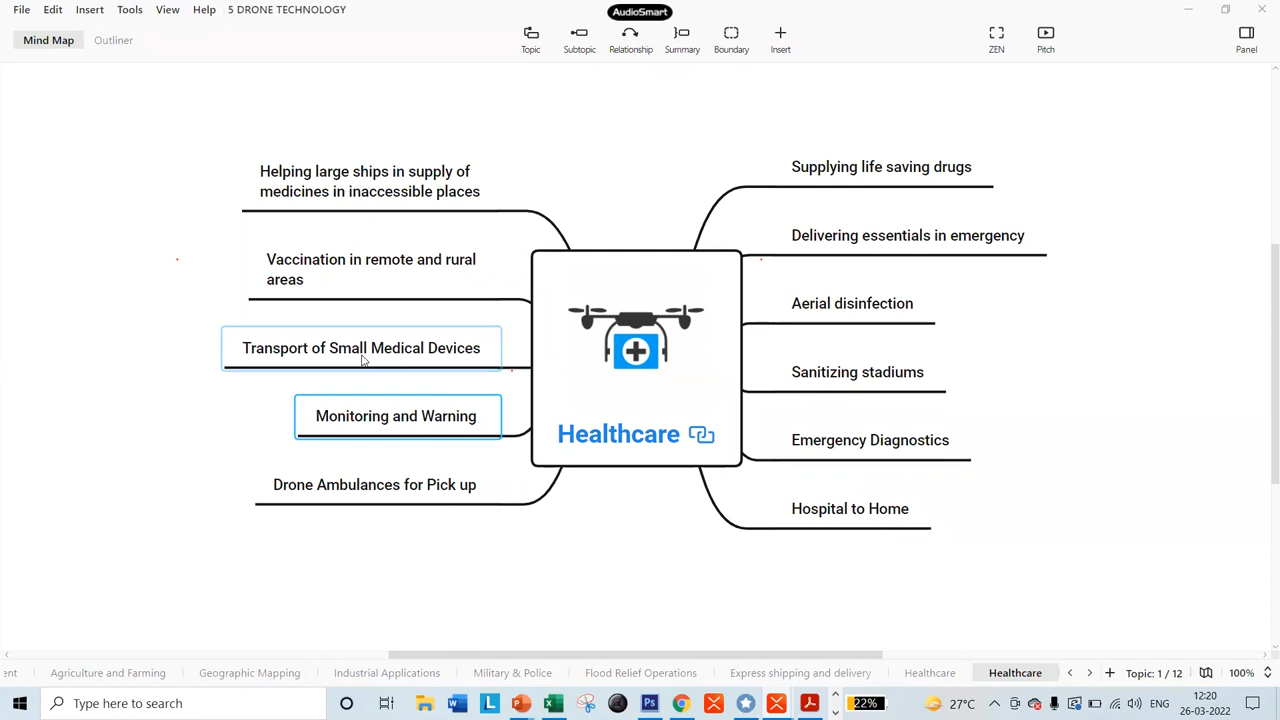 File Edit Insert Tools View Help 5 DRONE TECHNOLOGY
AudioSmart
Mind Map Outliner
Topic Subtopic Relationship Summary Boundary Insert ZEN Pitch Panel
Helping large ships in supply of
medicines in inaccessible places
Vaccination in remote and rural
areas
Transport of Small Medical Devices
Monitoring and Warning
Drone Ambulances for Pick up
Healthcare
Supplying life saving drugs
Delivering essentials in emergency
Aerial disinfection
Sanitizing stadiums
Emergency Diagnostics
Hospital to Home
ent Agriculture and Farming Geographic Mapping Industrial Applications Military & Police Flood Relief Operations Express shipping and delivery Healthcare Healthcare Topic: 1 / 12 100%
Type here to search 22% 27°C ENG 12:20
26-03-2022